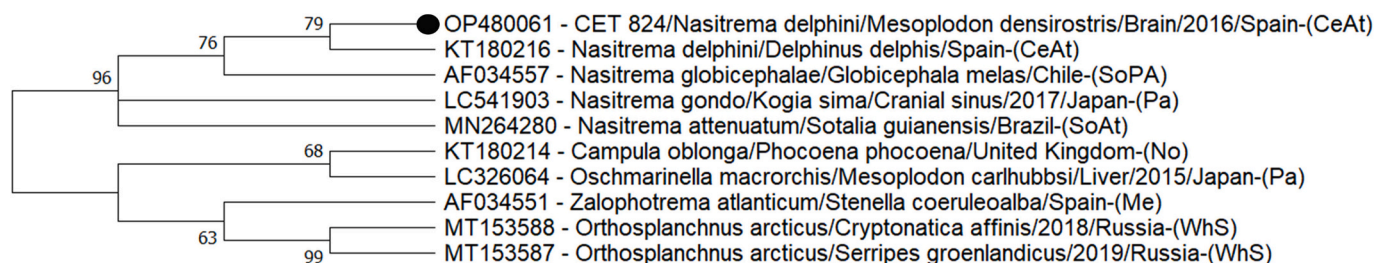 79
OP480061 - CET 824/Nasitrema delphini/Mesoplodon densirostris/Brain/2016/Spain-(CeAt)
76
KT180216 - Nasitrema delphini/Delphinus delphis/Spain-(CeAt)
96
AF034557 - Nasitrema globicephalae/Globicephala melas/Chile-(SoPA)
LC541903 - Nasitrema gondo/Kogia sima/Cranial sinus/2017/Japan-(Pa)
MN264280 - Nasitrema attenuatum/Sotalia guianensis/Brazil-(SoAt)
68
KT180214 - Campula oblonga/Phocoena phocoena/United Kingdom-(No)
LC326064 - Oschmarinella macrorchis/Mesoplodon carlhubbsi/Liver/2015/Japan-(Pa)
AF034551 - Zalophotrema atlanticum/Stenella coeruleoalba/Spain-(Me)
MT153588 - Orthosplanchnus arcticus/Cryptonatica affinis/2018/Russia-(WhS)
63
MT153587 - Orthosplanchnus arcticus/Serripes groenlandicus/2019/Russia-(WhS)
99